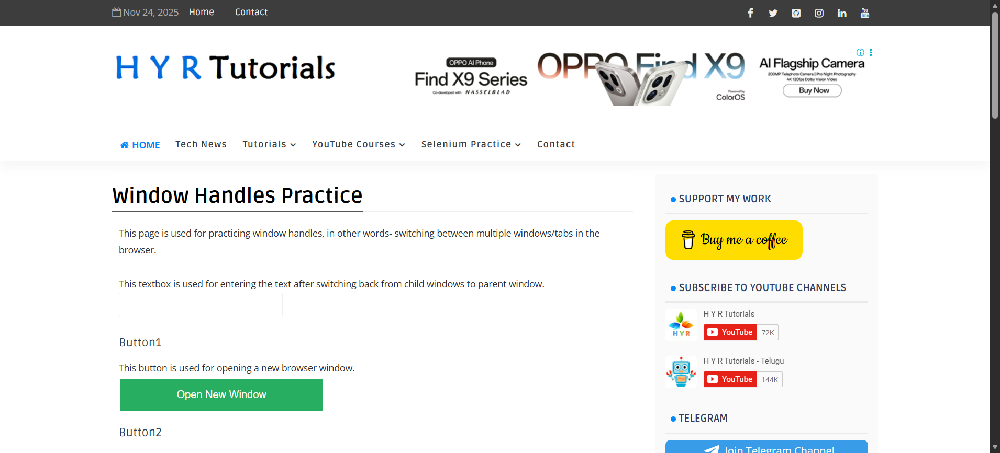 Nov 24, 2025 Home Contact
H Y R Tutorials
OPPO AI Phone
Find X9 Series
Co-developed with HASSELBLAD
OPPO Find X9
Powered by
ColorOS
AI Flagship Camera
200MP Telephoto Camera | Pro Night Photography
4K 120fps Dolby Vision Video
Buy Now
HOME Tech News Tutorials YouTube Courses Selenium Practice Contact
Window Handles Practice
This page is used for practicing window handles, in other words- switching between multiple windows/tabs in the
browser.
This textbox is used for entering the text after switching back from child windows to parent window.
Button1
This button is used for opening a new browser window.
Open New Window
Button2
SUPPORT MY WORK
Buy me a coffee
SUBSCRIBE TO YOUTUBE CHANNELS
HYR
H Y R Tutorials
YouTube 72K
H Y R Tutorials - Telugu
YouTube 144K
TELEGRAM
Join Telegram Channel